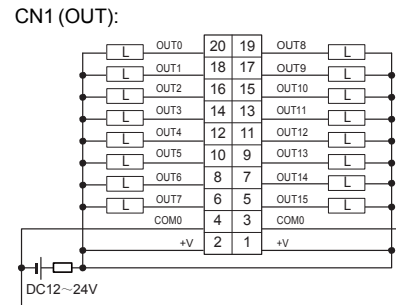 CN1 (OUT):
L OUT0 20 19 OUT8 L
L OUT1 18 17 OUT9 L
L OUT2 16 15 OUT10 L
L OUT3 14 13 OUT11 L
L OUT4 12 11 OUT12 L
L OUT5 10 9 OUT13 L
L OUT6 8 7 OUT14 L
L OUT7 6 5 OUT15 L
COM0 4 3 COM0
+V 2 1 +V
DC12～24V